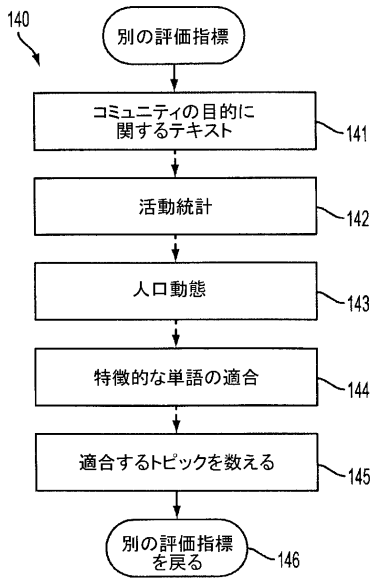 140
別の評価指標
コミュニティの目的に
関するテキスト
141
活動統計
142
人口動態
143
特徴的な単語の適合
144
適合するトピックを数える
145
別の評価指標
を戻る
146